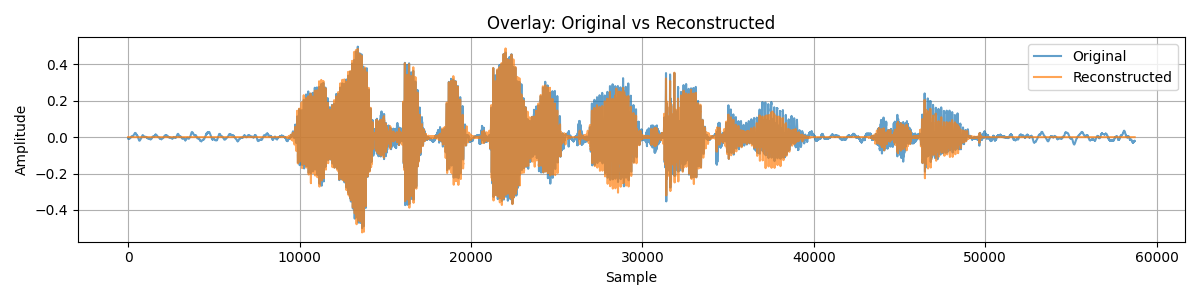 Overlay: Original vs Reconstructed
Original
Reconstructed
Amplitude
0.4
0.2
0.0
−0.2
−0.4
0 10000 20000 30000 40000 50000 60000
Sample